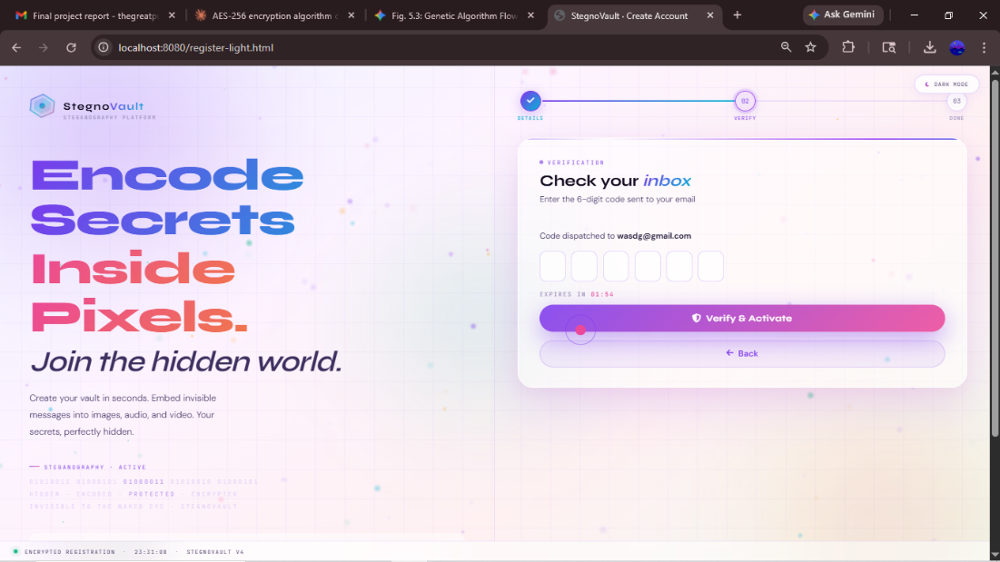 Final project report - thegreatp
AES-256 encryption algorithm c
Fig. 5.3: Genetic Algorithm Flow
StegnoVault · Create Account
Ask Gemini
localhost:8080/register-light.html
StegnoVault
STEGANOGRAPHY PLATFORM
Encode
Secrets
Inside
Pixels.
Join the hidden world.
Create your vault in seconds. Embed invisible
messages into images, audio, and video. Your
secrets, perfectly hidden.
STEGANOGRAPHY · ACTIVE
01000011
HIDDEN · ENCODED · PROTECTED · ENCRYPTED
INVISIBLE TO THE NAKED EYE · STEGNOVAULT
DARK MODE
02
03
DETAILS
VERIFY
DONE
VERIFICATION
Check your inbox
Enter the 6-digit code sent to your email
Code dispatched to wasdg@gmail.com
EXPIRES IN 01:54
Verify & Activate
Back
ENCRYPTED REGISTRATION · 23:31:08 · STEGNOVAULT V4